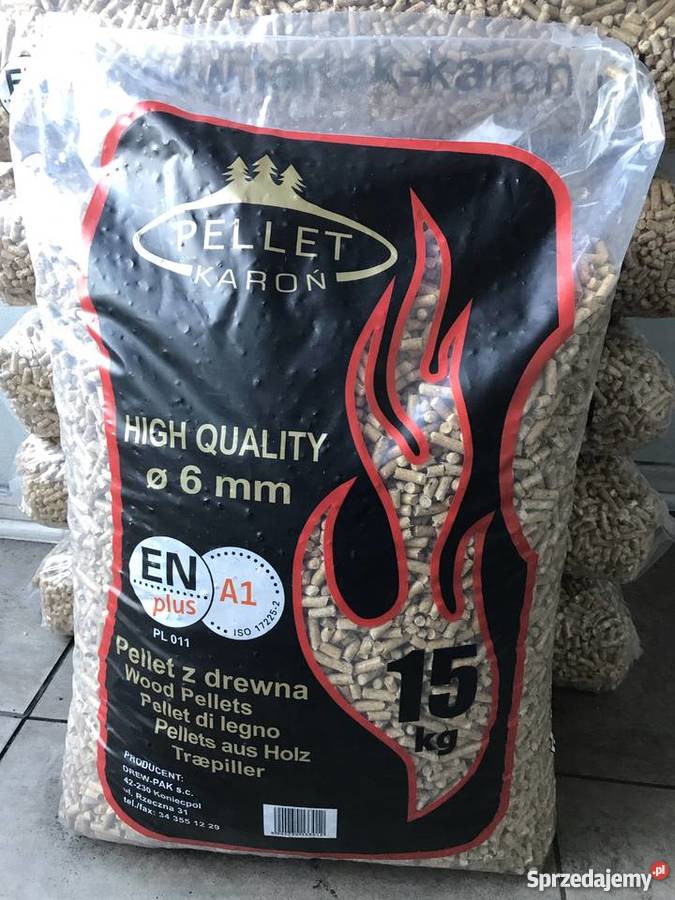 PELLET
KAROŃ
HIGH QUALITY
ø 6 mm
EN
plus
A1
ISO 17225-2
PL 011
Pellet z drewna
Wood Pellets
Pellet di legno
Pellets aus Holz
Træpiller
15
kg
PRODUCENT:
DREW-PAK s.c.
42-230 Koniecpol
ul. Rzeczna 31
tel./fax: 34 355 12 29
Sprzedajemy.pl